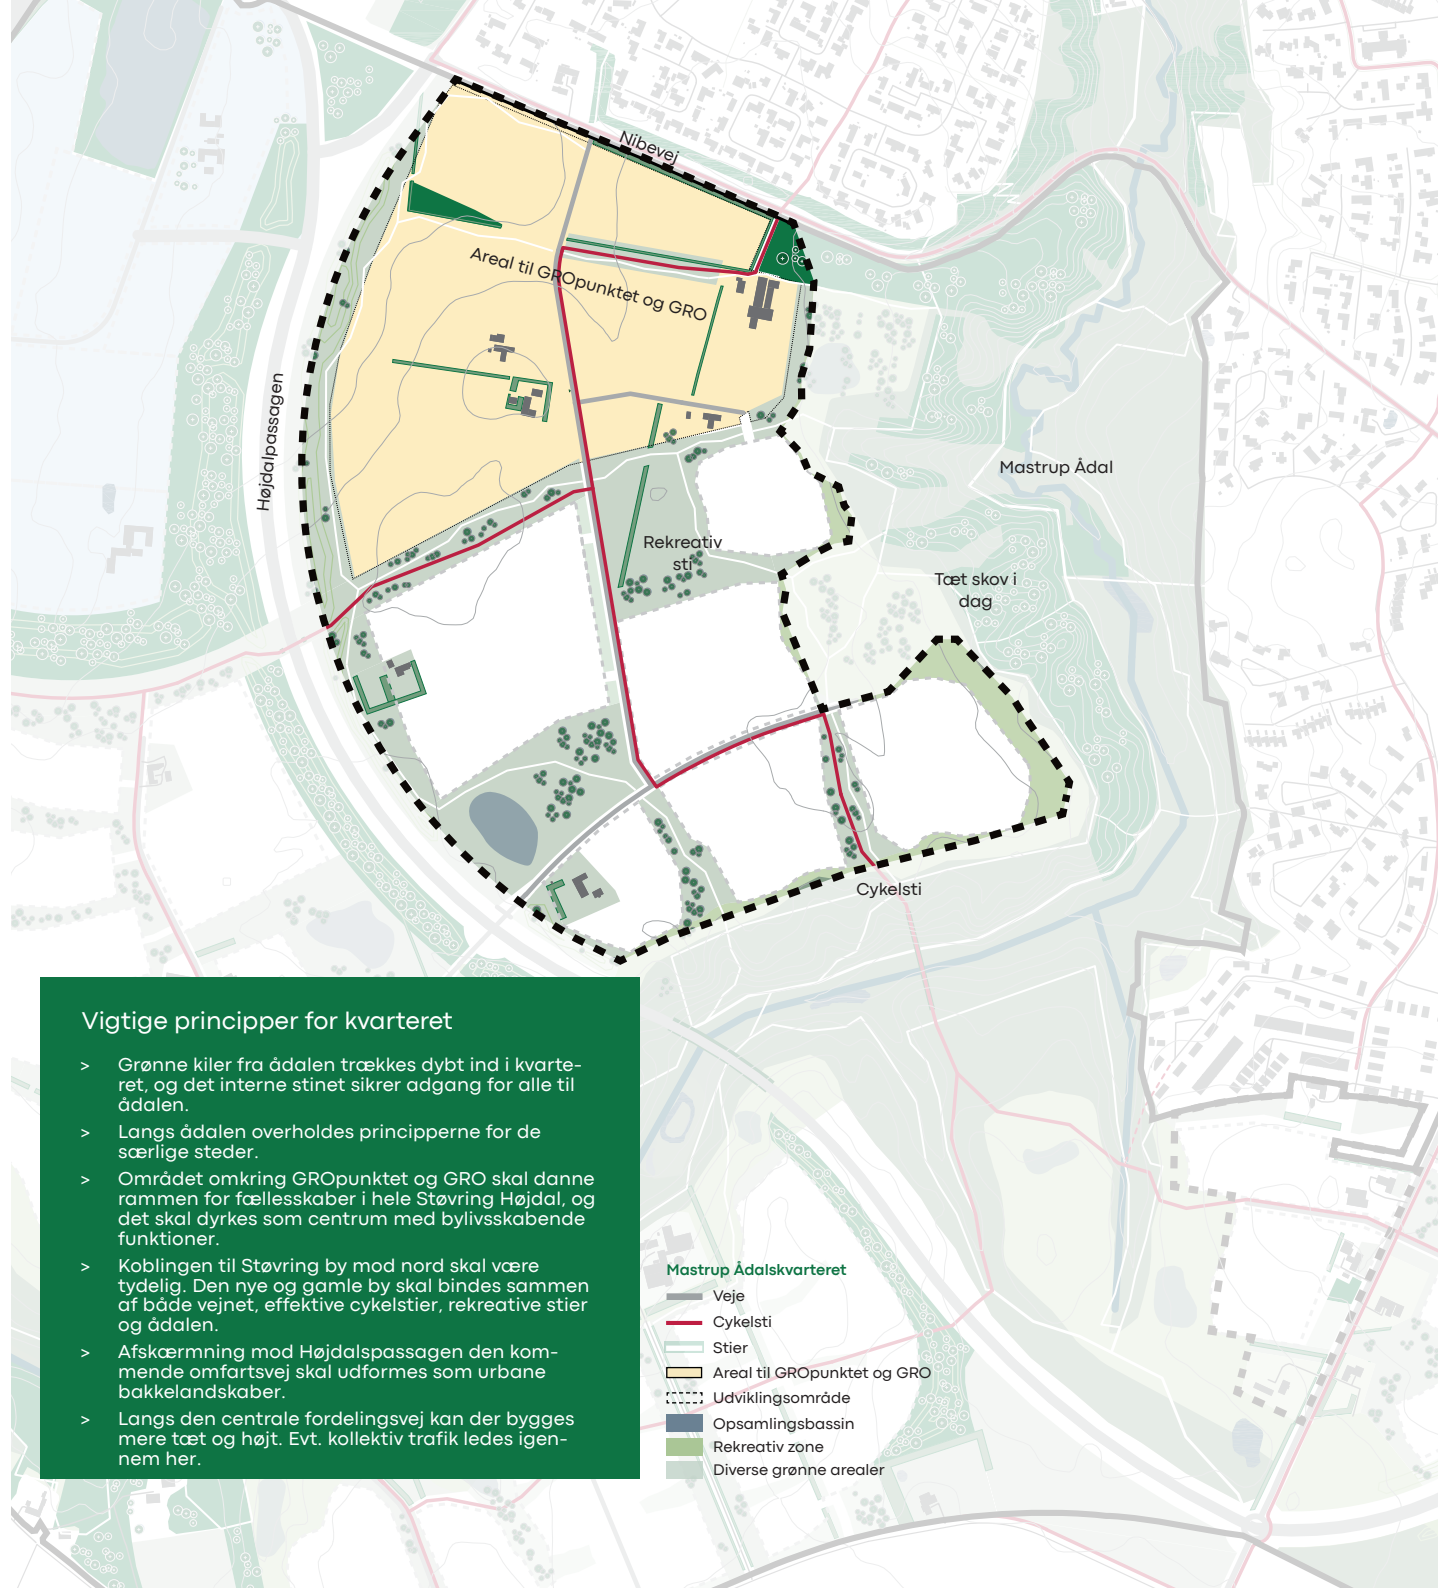 Nibevej
Areal til GROpunktet og GRO
Højdalpassagen
Mastrup Ådal
Rekreativ
sti
Tæt skov i
dag
Cykelsti
Vigtige principper for kvarteret
> Grønne kiler fra ådalen trækkes dybt ind i kvarte-
ret, og det interne stinet sikrer adgang for alle til
ådalen.
> Langs ådalen overholdes principperne for de
særlige steder.
> Området omkring GROpunktet og GRO skal danne
rammen for fællesskaber i hele Støvring Højdal, og
det skal dyrkes som centrum med bylivsskabende
funktioner.
> Koblingen til Støvring by mod nord skal være
tydelig. Den nye og gamle by skal bindes sammen
af både vejnet, effektive cykelstier, rekreative stier
og ådalen.
> Afskærmning mod Højdalspassagen den kom-
mende omfartsvej skal udformes som urbane
bakkelandskaber.
> Langs den centrale fordelingsvej kan der bygges
mere tæt og højt. Evt. kollektiv trafik ledes igen-
nem her.
Mastrup Ådalskvarteret
Veje
Cykelsti
Stier
Areal til GROpunktet og GRO
Udviklingsområde
Opsamlingsbassin
Rekreativ zone
Diverse grønne arealer